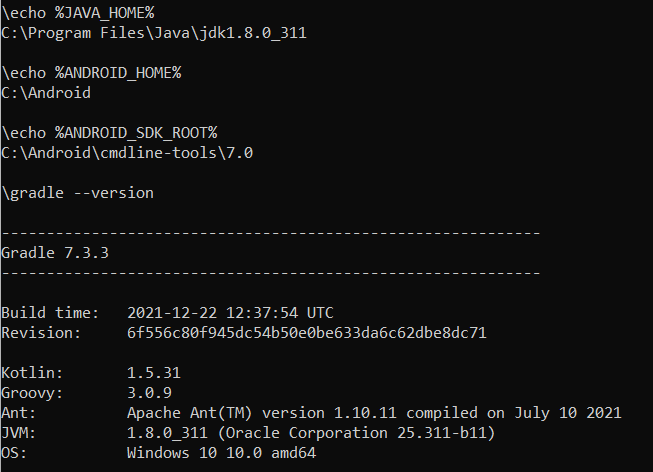 \echo %JAVA_HOME%
C:\Program Files\Java\jdk1.8.0_311
\echo %ANDROID_HOME%
C:\Android
\echo %ANDROID_SDK_ROOT%
C:\Android\cmdline-tools\7.0
\gradle --version
------------------------------------------------------------
Gradle 7.3.3
------------------------------------------------------------
Build time:   2021-12-22 12:37:54 UTC
Revision:     6f556c80f945dc54b50e0be633da6c62dbe8dc71
Kotlin:       1.5.31
Groovy:       3.0.9
Ant:          Apache Ant(TM) version 1.10.11 compiled on July 10 2021
JVM:          1.8.0_311 (Oracle Corporation 25.311-b11)
OS:           Windows 10 10.0 amd64